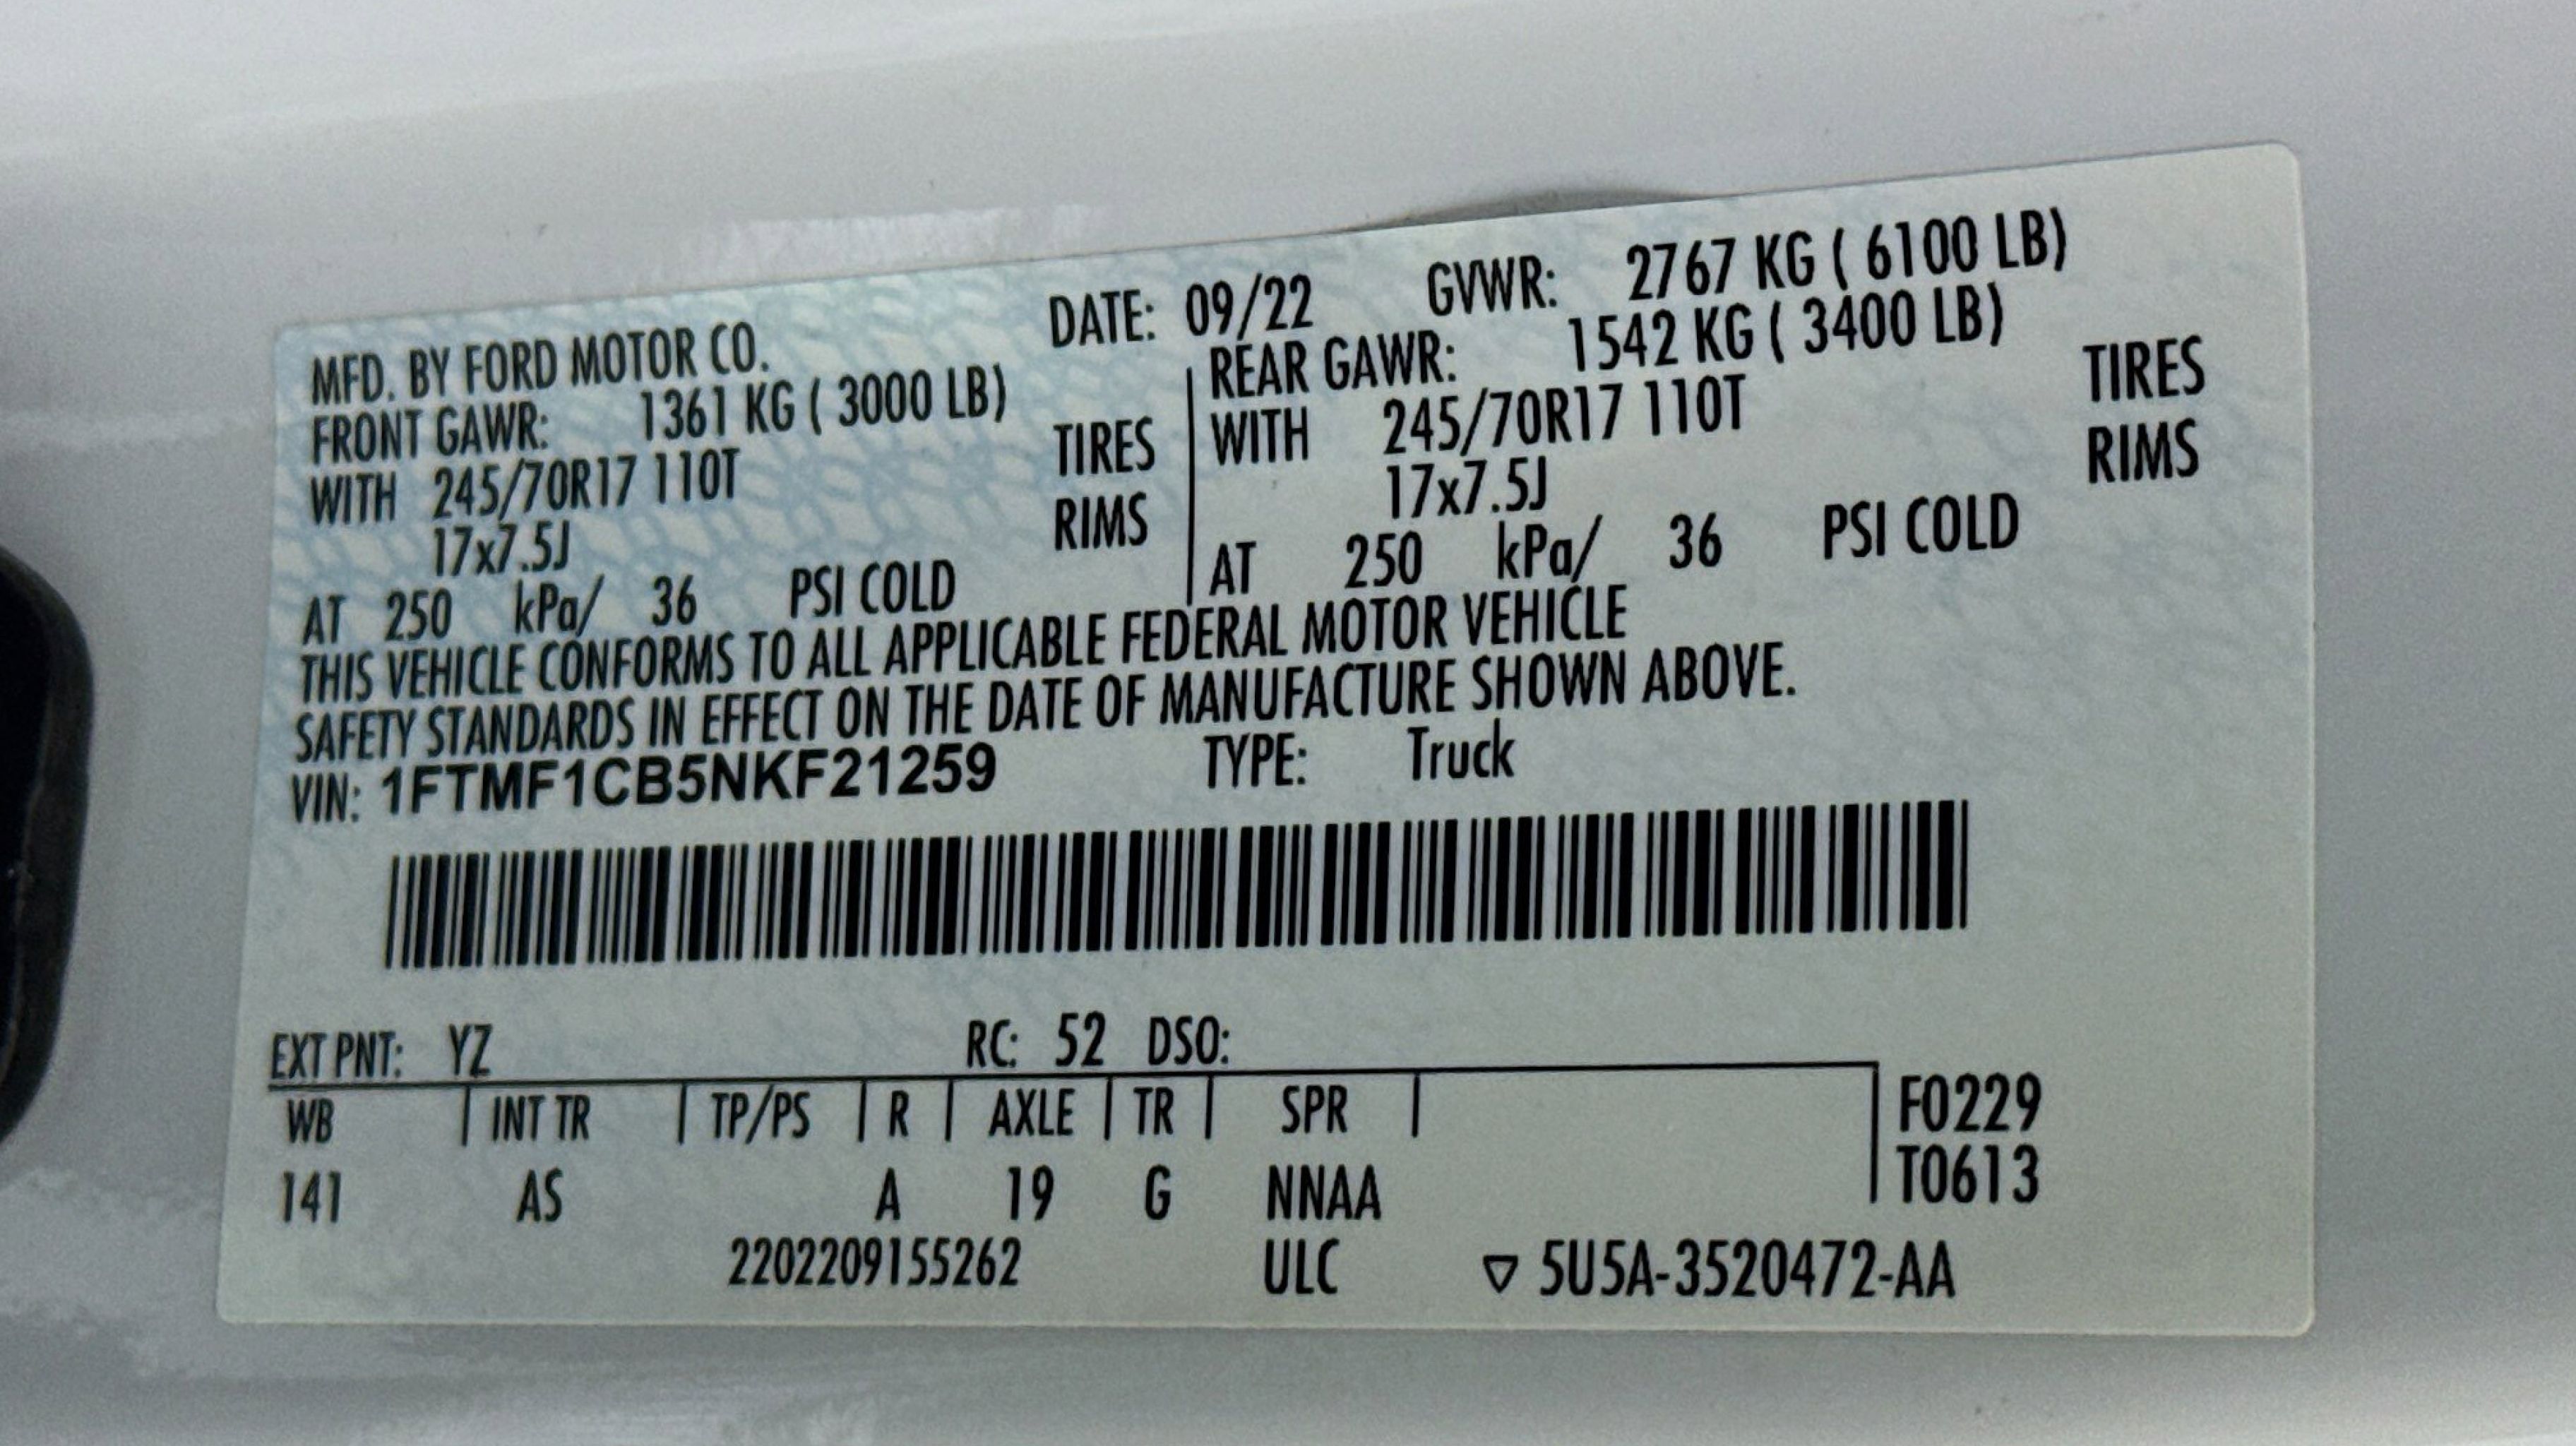 MFD. BY FORD MOTOR CO. DATE: 09/22 GVWR: 2767 KG ( 6100 LB)
FRONT GAWR: 1361 KG ( 3000 LB) REAR GAWR: 1542 KG ( 3400 LB)
WITH 245/70R17 110T TIRES WITH 245/70R17 110T TIRES
17x7.5J RIMS 17x7.5J RIMS
AT 250 kPa/ 36 PSI COLD AT 250 kPa/ 36 PSI COLD
THIS VEHICLE CONFORMS TO ALL APPLICABLE FEDERAL MOTOR VEHICLE
SAFETY STANDARDS IN EFFECT ON THE DATE OF MANUFACTURE SHOWN ABOVE.
VIN: 1FTMF1CB5NKF21259 TYPE: Truck
EXT PNT: YZ RC: 52 DSO:
WB INT TR TP/PS R AXLE TR SPR F0229
141 AS A 19 G NNAA T0613
2202209155262 ULC ▽ 5U5A-3520472-AA